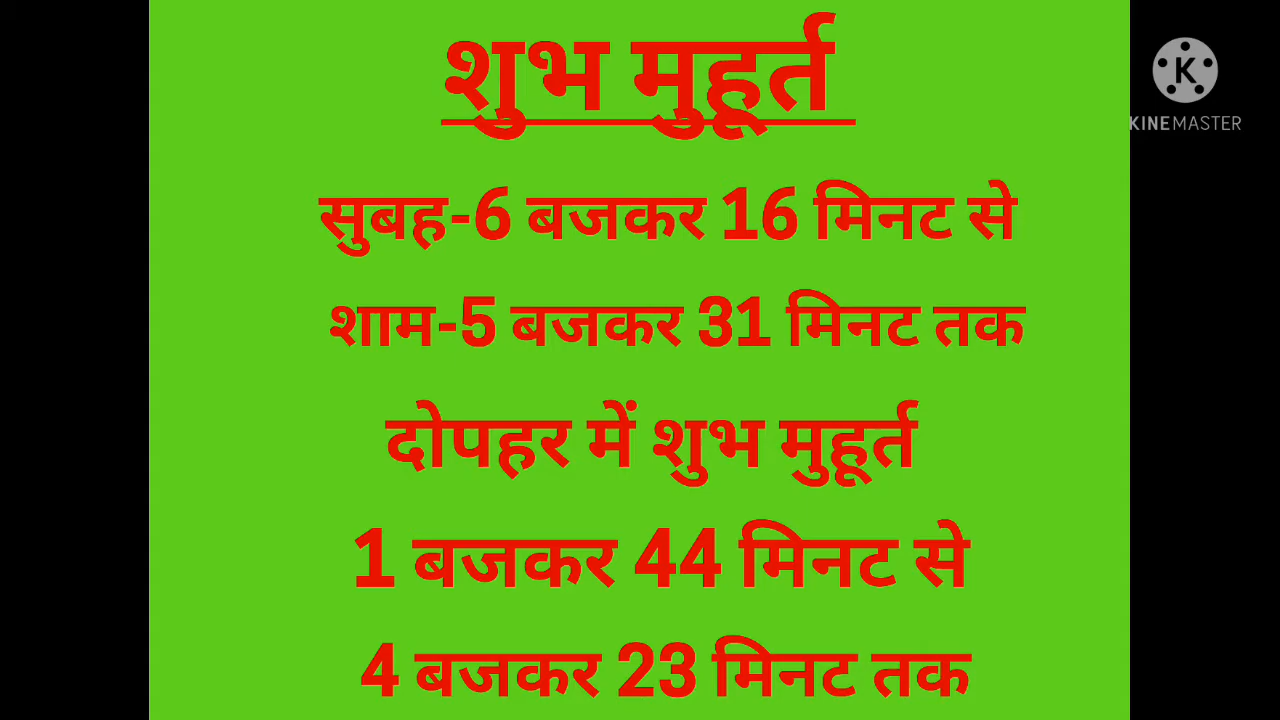 शुभ मुहूर्त
K
KINEMASTER
सुबह-6 बजकर 16 मिनट से
शाम-5 बजकर 31 मिनट तक
दोपहर में शुभ मुहूर्त
1 बजकर 44 मिनट से
4 बजकर 23 मिनट तक